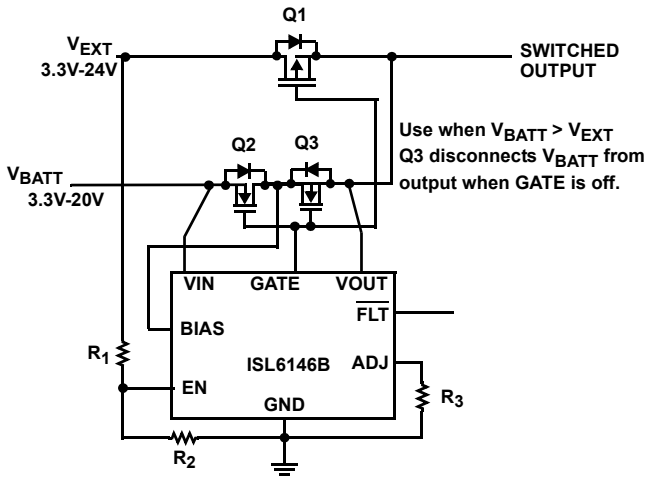 Q1
V_EXT
3.3V-24V
SWITCHED
OUTPUT
Use when V_BATT > V_EXT
Q3 disconnects V_BATT from
output when GATE is off.
Q2
Q3
V_BATT
3.3V-20V
VIN
GATE
VOUT
FLT
BIAS
R1
ISL6146B
ADJ
EN
R3
GND
R2